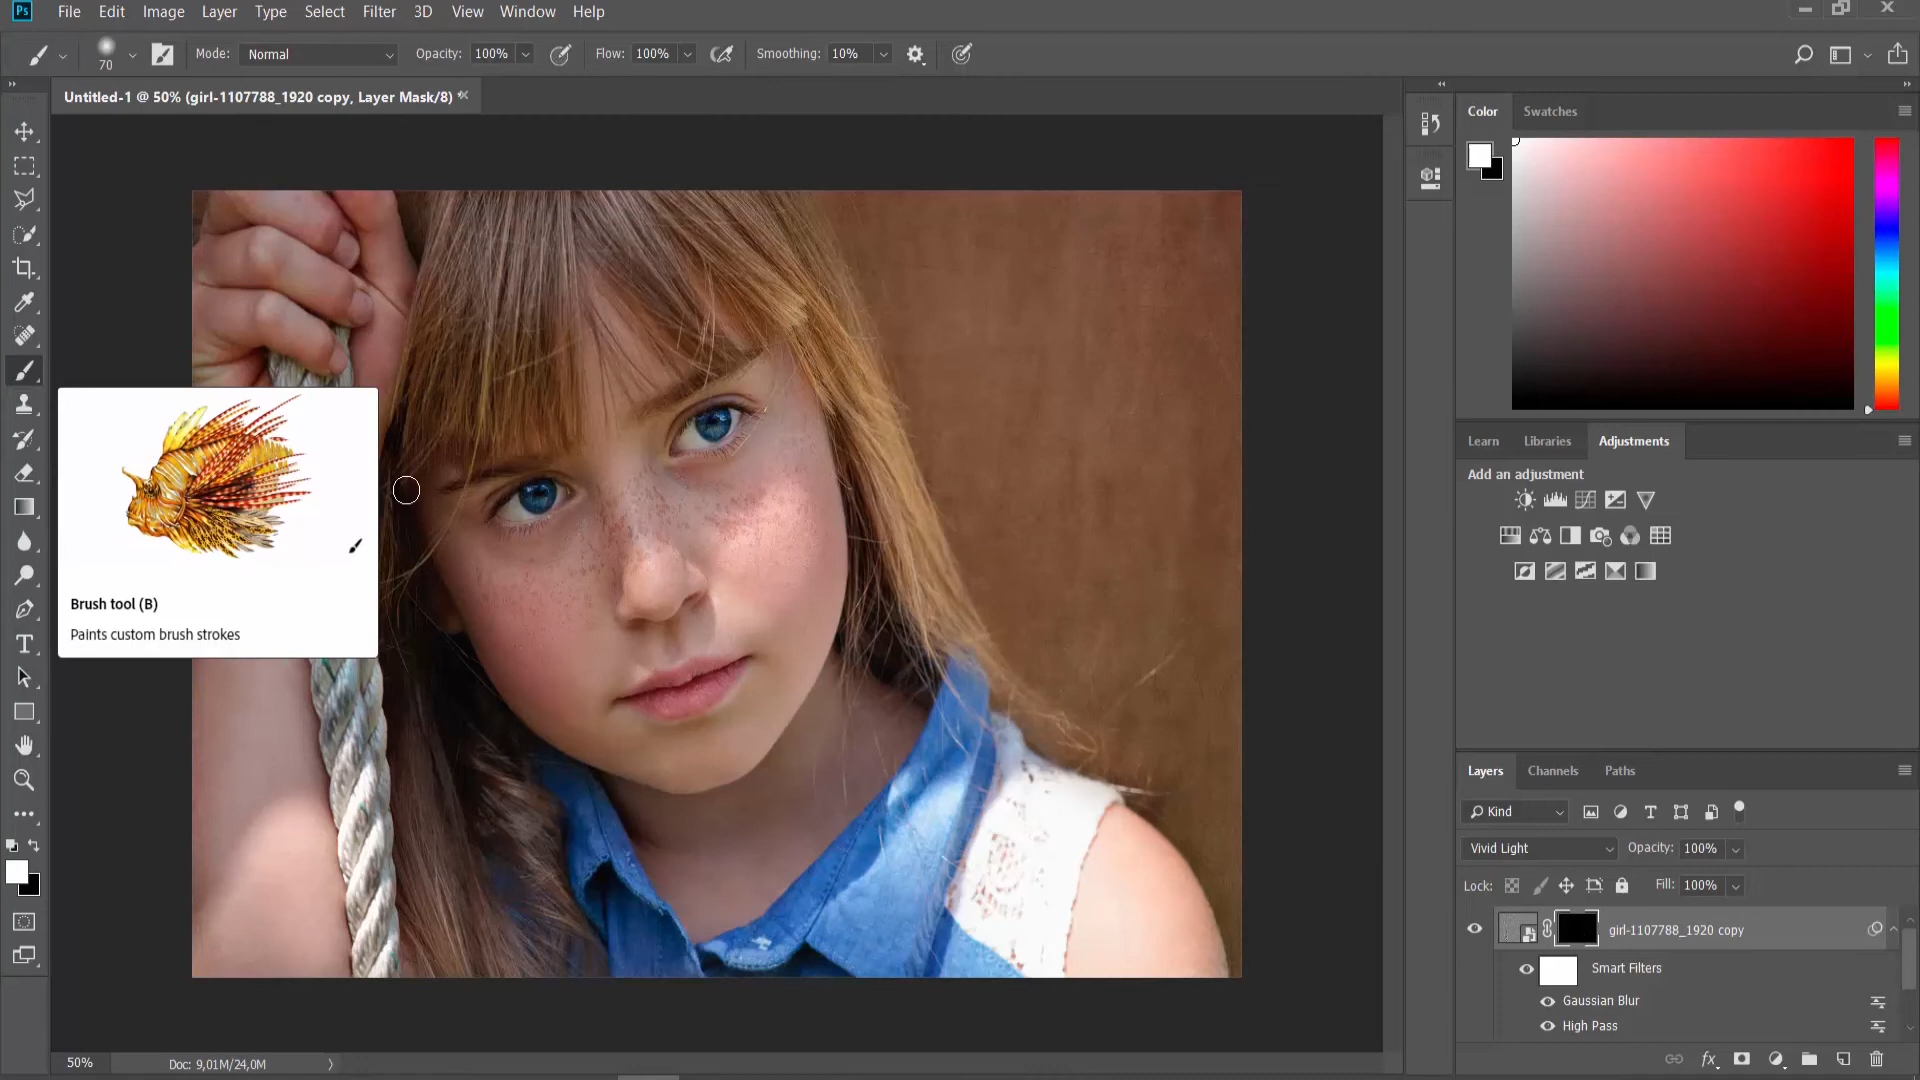 Ps File Edit Image Layer Type Select Filter 3D View Window Help
70 Mode: Normal Opacity: 100% Flow: 100% Smoothing: 10%
Untitled-1 @ 50% (girl-1107788_1920 copy, Layer Mask/8) *
Color Swatches
Brush tool (B)
Paints custom brush strokes
Learn Libraries Adjustments
Add an adjustment
Layers Channels Paths
Kind
Vivid Light Opacity: 100%
Lock: Fill: 100%
girl-1107788_1920 copy
Smart Filters
Gaussian Blur
High Pass
fx
50% Doc: 9,01M/24,0M